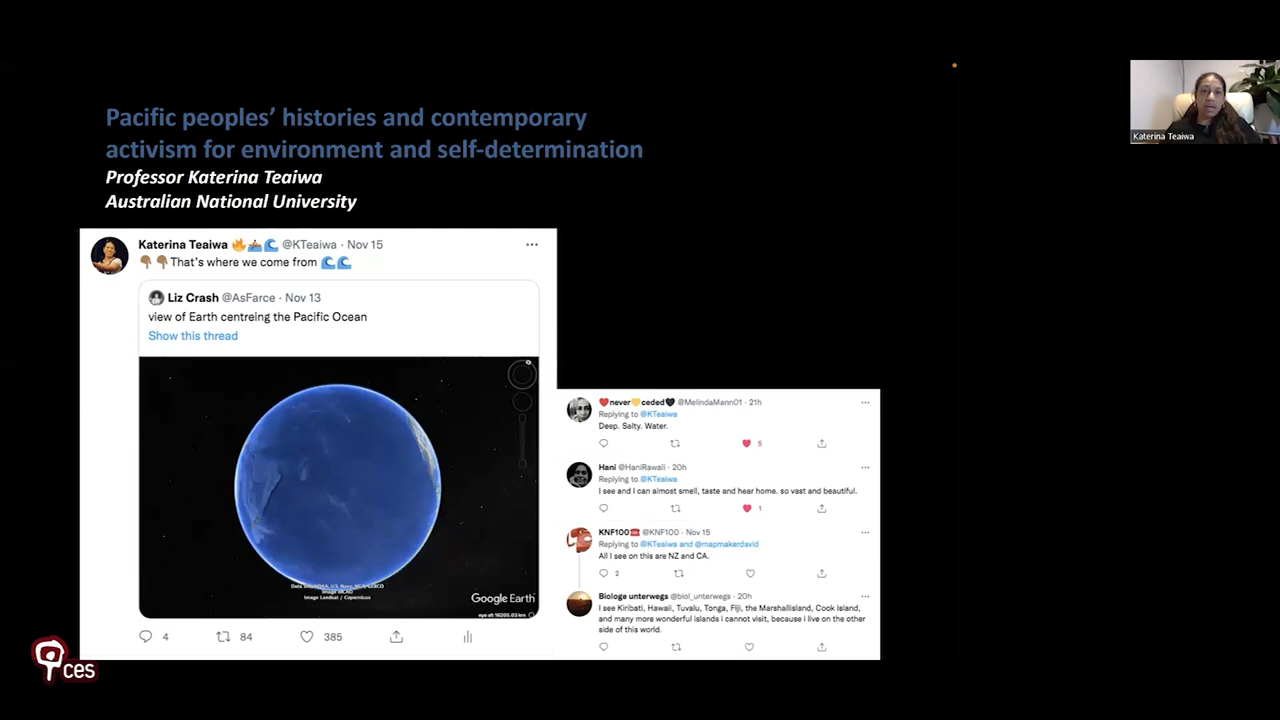 Pacific peoples’ histories and contemporary
activism for environment and self-determination
Professor Katerina Teaiwa
Australian National University
Katerina Teaiwa
Katerina Teaiwa 🔥🚣🏽🌊 @KTeaiwa · Nov 15
👇🏽👇🏽That’s where we come from 🌊🌊
Liz Crash @AsFarce · Nov 13
view of Earth centreing the Pacific Ocean
Show this thread
Image Landsat / Copernicus
Google Earth
4 84 385
❤️never💛ceded🖤 @MelindaMann01 · 21h
Replying to @KTeaiwa
Deep. Salty. Water.
5
Hani @HaniRawali · 20h
Replying to @KTeaiwa
I see and I can almost smell, taste and hear home. so vast and beautiful.
1
KNF100☎️ @KNF100 · Nov 15
Replying to @KTeaiwa and @mapmakerdavid
All I see on this are NZ and CA.
2
Biologe unterwegs @biol_unterwegs · 20h
I see Kiribati, Hawaii, Tuvalu, Tonga, Fiji, the Marshallisland, Cook Island,
and many more wonderful islands i cannot visit, because i live on the other
side of this world.
ces